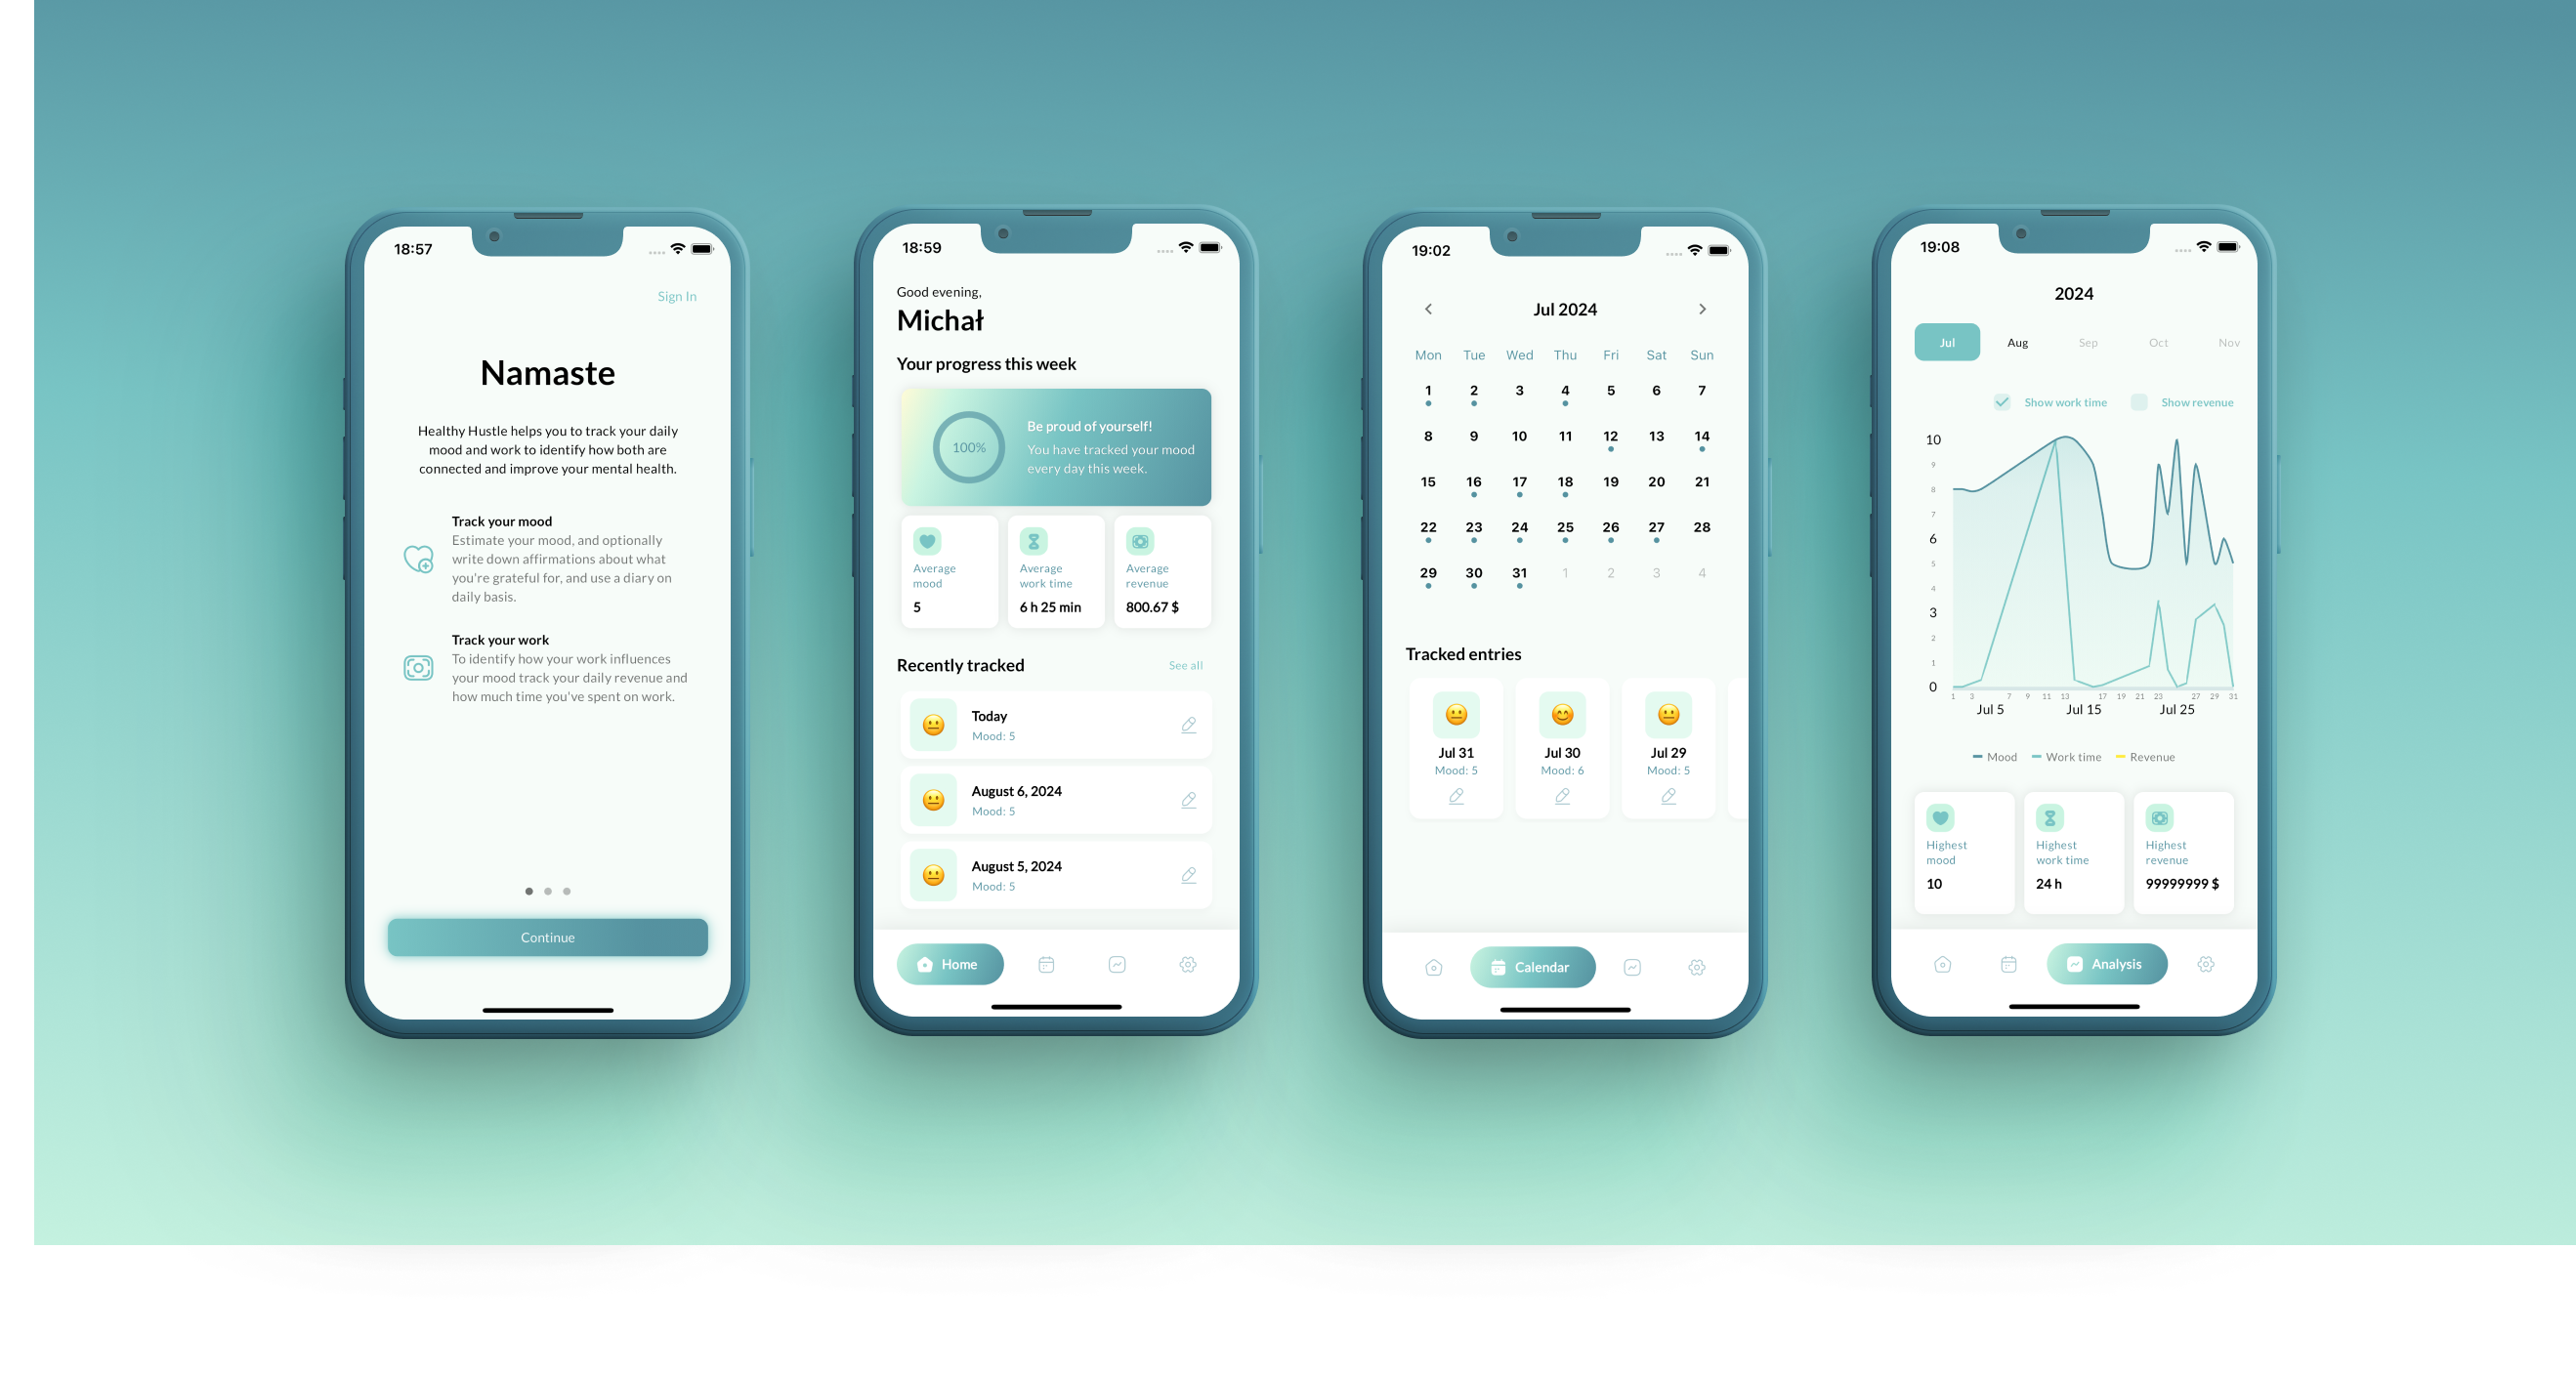 18:57
Sign In
Namaste
Healthy Hustle helps you to track your daily
mood and work to identify how both are
connected and improve your mental health.
Track your mood
Estimate your mood, and optionally
write down affirmations about what
you're grateful for, and use a diary on
daily basis.
Track your work
To identify how your work influences
your mood track your daily revenue and
how much time you've spent on work.
Continue
18:59
Good evening,
Michał
Your progress this week
100%
Be proud of yourself!
You have tracked your mood
every day this week.
Average
mood
5
Average
work time
6 h 25 min
Average
revenue
800.67 $
Recently tracked See all
Today
Mood: 5
August 6, 2024
Mood: 5
August 5, 2024
Mood: 5
Home
19:02
Jul 2024
Mon Tue Wed Thu Fri Sat Sun
1 2 3 4 5 6 7
8 9 10 11 12 13 14
15 16 17 18 19 20 21
22 23 24 25 26 27 28
29 30 31 1 2 3 4
Tracked entries
Jul 31
Mood: 5
Jul 30
Mood: 6
Jul 29
Mood: 5
Calendar
19:08
2024
Jul Aug Sep Oct Nov
Show work time Show revenue
10
9
8
7
6
5
4
3
2
1
0
1 3 7 9 11 13 17 19 21 23 27 29 31
Jul 5 Jul 15 Jul 25
Mood Work time Revenue
Highest
mood
10
Highest
work time
24 h
Highest
revenue
99999999 $
Analysis